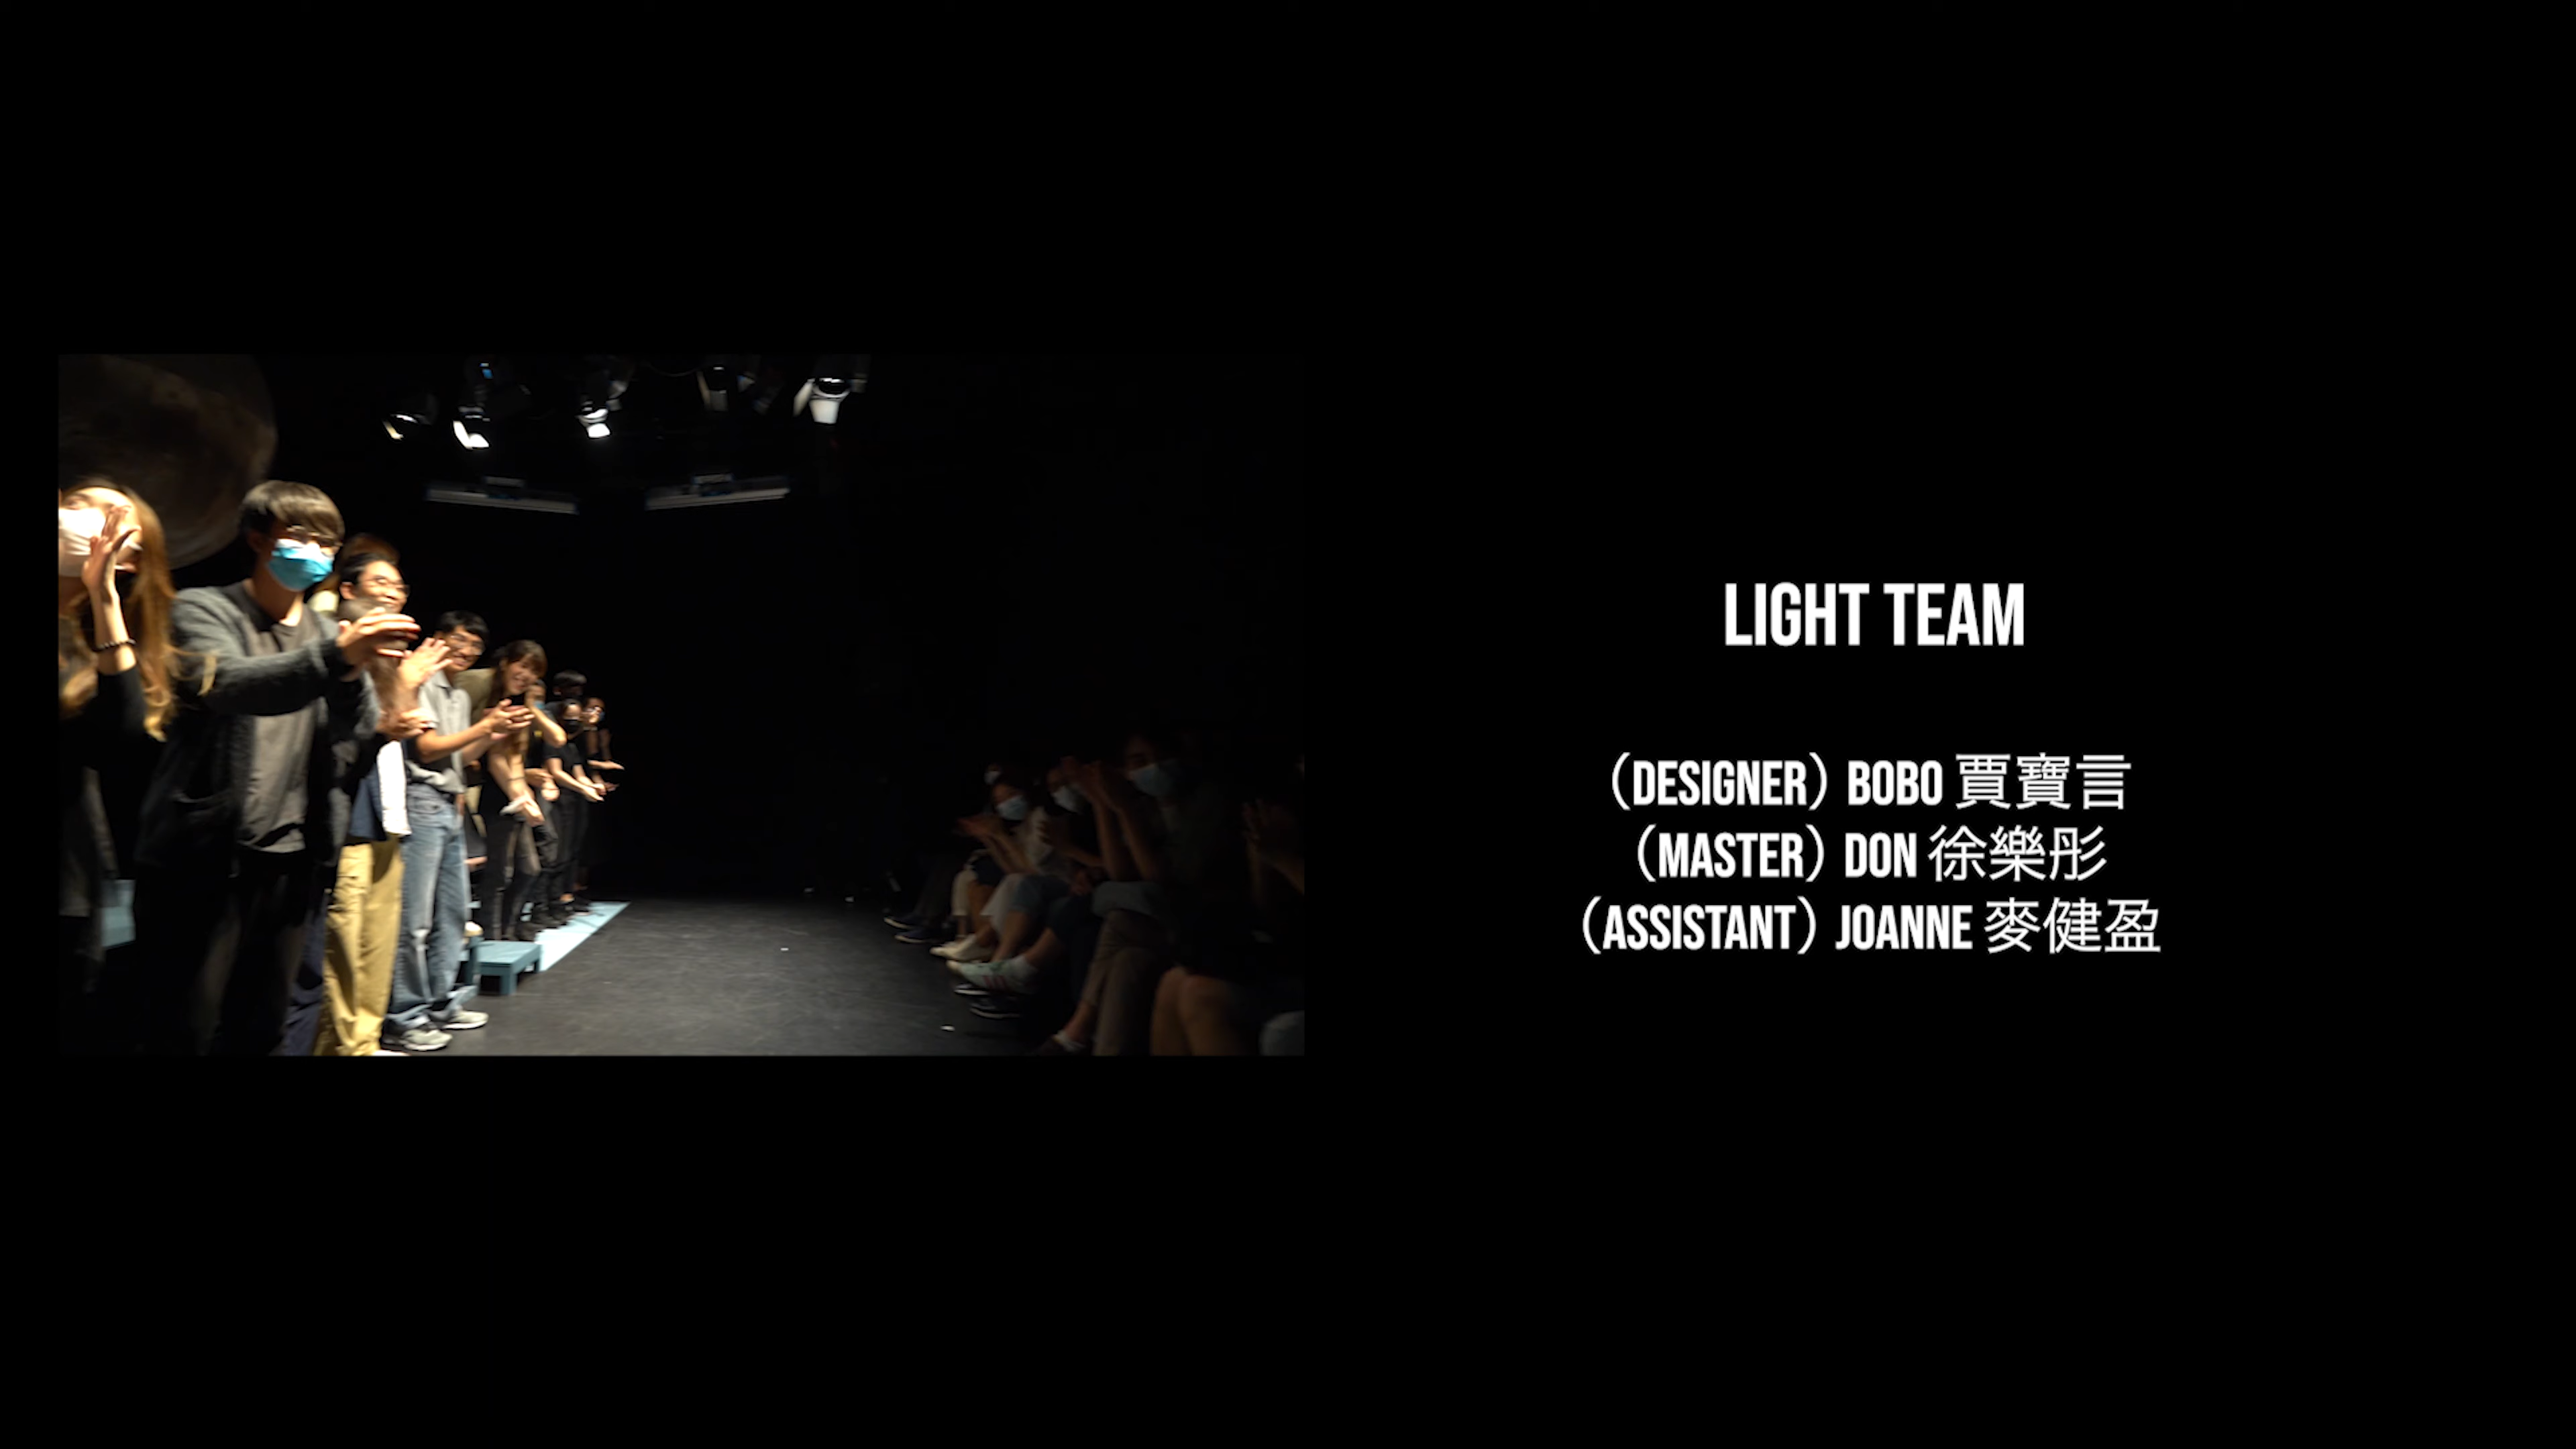 LIGHT TEAM
(DESIGNER) BOBO 賈寶言
(MASTER) DON 徐樂彤
(ASSISTANT) JOANNE 麥健盈